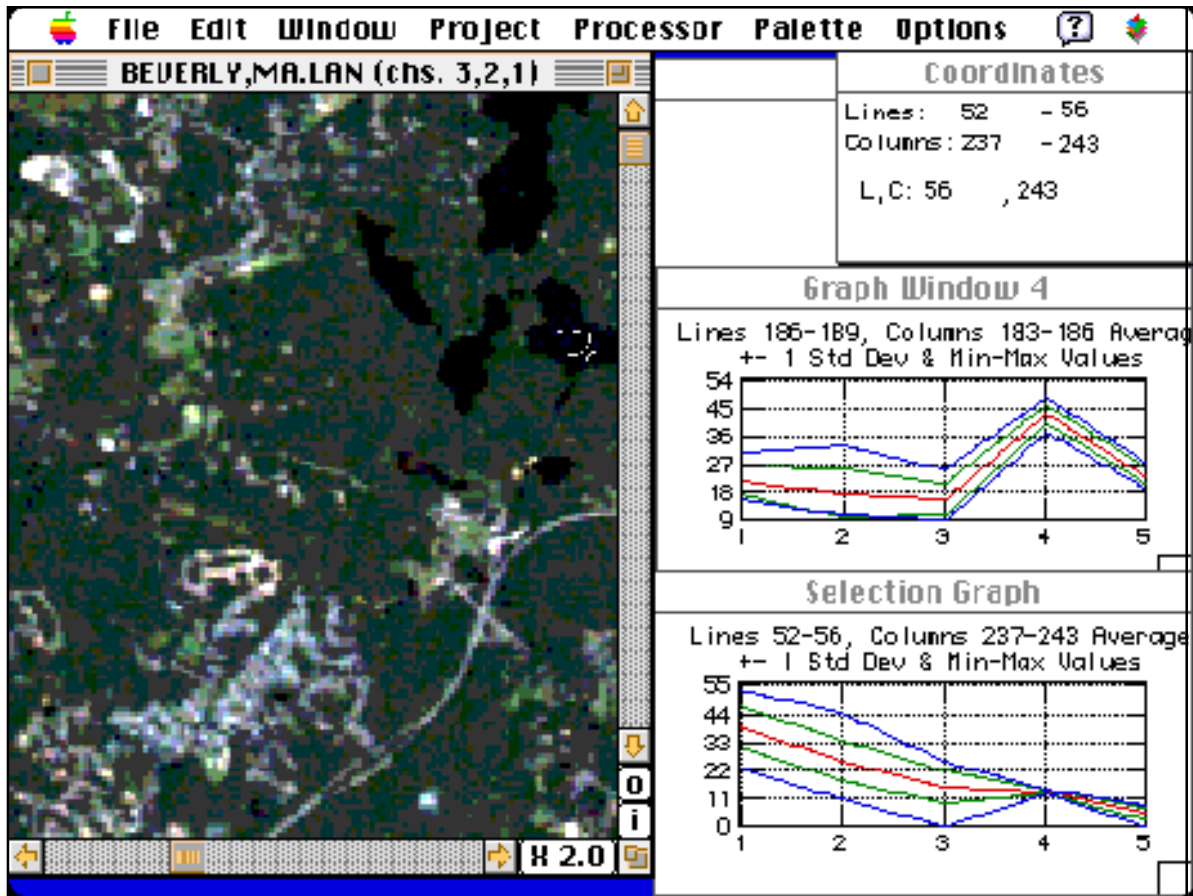 File Edit Window Project Processor Palette Options ?
BEVERLY,MA.LAN (chs. 3,2,1)
Coordinates
Lines: 52 - 56
Columns: 237 - 243
L,C: 56 , 243
Graph Window 4
Lines 186-189, Columns 183-186 Averag
+- 1 Std Dev & Min-Max Values
54
45
36
27
18
9
1 2 3 4 5
Selection Graph
Lines 52-56, Columns 237-243 Average
+- 1 Std Dev & Min-Max Values
55
44
33
22
11
0
1 2 3 4 5
O
i
X 2.0